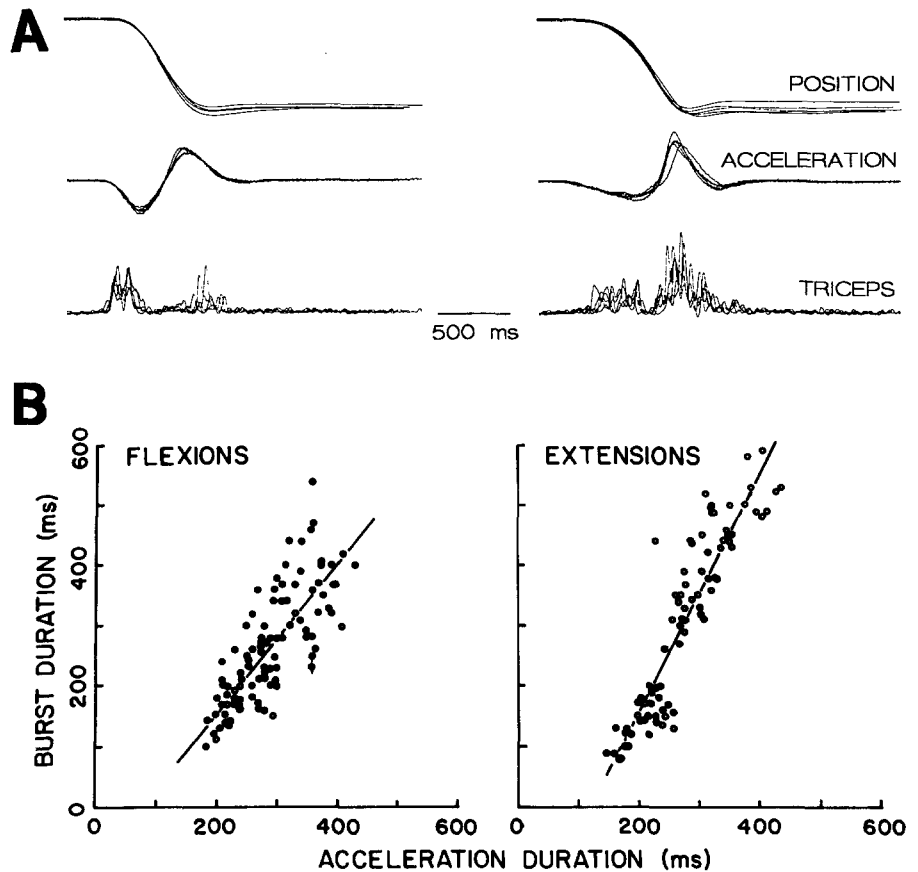 A
POSITION
ACCELERATION
TRICEPS
500 ms
B
FLEXIONS
EXTENSIONS
BURST DURATION (ms)
600
400
200
0
0 200 400 600
0 200 400 600
ACCELERATION DURATION (ms)